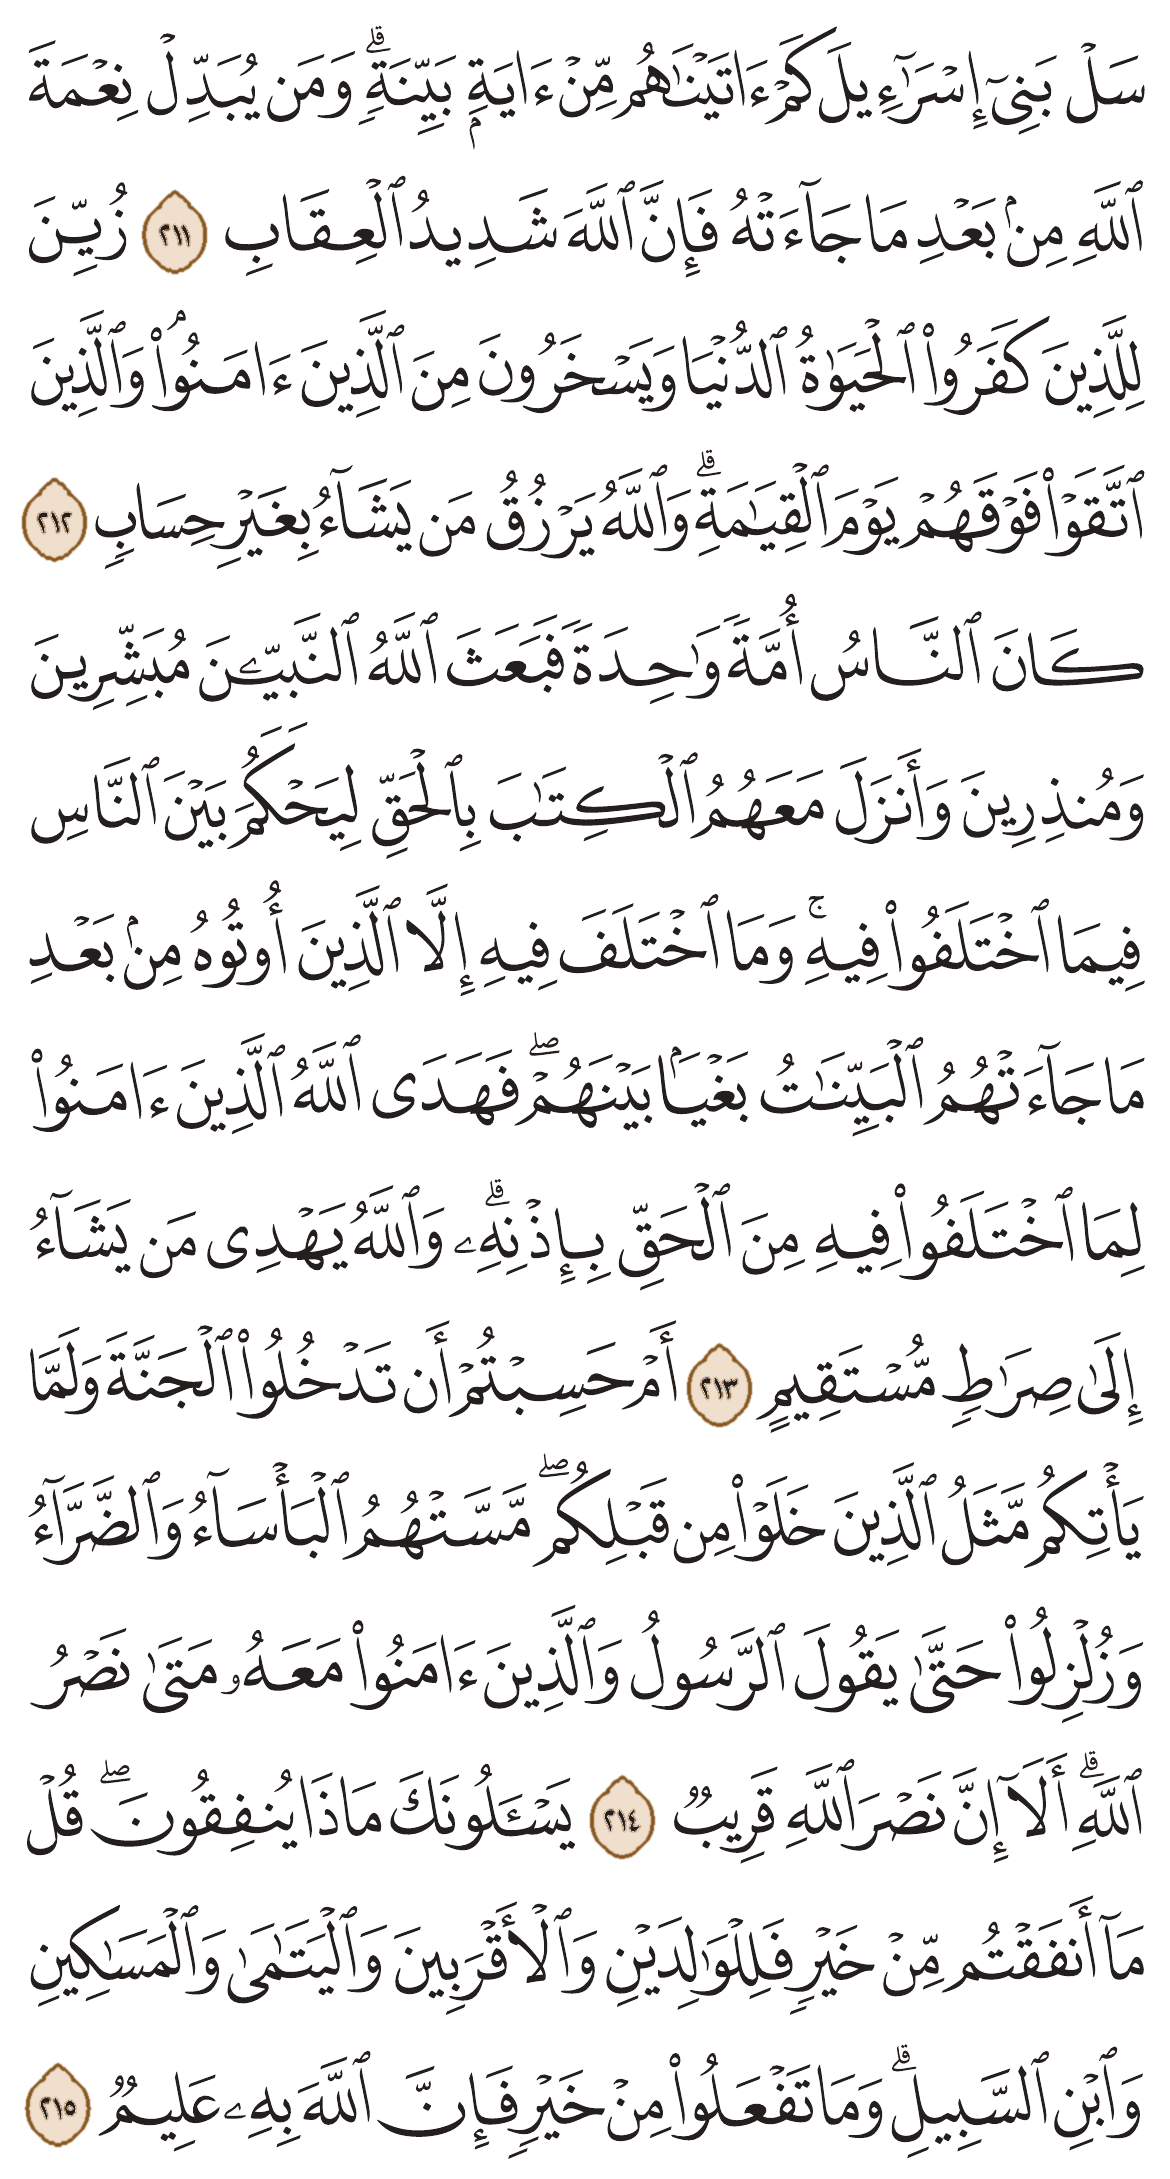 سَلۡ بَنِيٓ إِسۡرَٰٓءِيلَ كَمۡ ءَاتَيۡنَٰهُم مِّنۡ ءَايَةِۭ بَيِّنَةٖۗ وَمَن يُبَدِّلۡ نِعۡمَةَ
ٱللَّهِ مِنۢ بَعۡدِ مَا جَآءَتۡهُ فَإِنَّ ٱللَّهَ شَدِيدُ ٱلۡعِقَابِ ٢١١ زُيِّنَ
لِلَّذِينَ كَفَرُواْ ٱلۡحَيَوٰةُ ٱلدُّنۡيَا وَيَسۡخَرُونَ مِنَ ٱلَّذِينَ ءَامَنُواْۘ وَٱلَّذِينَ
ٱتَّقَوۡاْ فَوۡقَهُمۡ يَوۡمَ ٱلۡقِيَٰمَةِۗ وَٱللَّهُ يَرۡزُقُ مَن يَشَآءُ بِغَيۡرِ حِسَابٖ ٢١٢
كَانَ ٱلنَّاسُ أُمَّةٗ وَٰحِدَةٗ فَبَعَثَ ٱللَّهُ ٱلنَّبِيِّـۧنَ مُبَشِّرِينَ
وَمُنذِرِينَ وَأَنزَلَ مَعَهُمُ ٱلۡكِتَٰبَ بِٱلۡحَقِّ لِيَحۡكُمَ بَيۡنَ ٱلنَّاسِ
فِيمَا ٱخۡتَلَفُواْ فِيهِۚ وَمَا ٱخۡتَلَفَ فِيهِ إِلَّا ٱلَّذِينَ أُوتُوهُ مِنۢ بَعۡدِ
مَا جَآءَتۡهُمُ ٱلۡبَيِّنَٰتُ بَغۡيَۢا بَيۡنَهُمۡۖ فَهَدَى ٱللَّهُ ٱلَّذِينَ ءَامَنُواْ
لِمَا ٱخۡتَلَفُواْ فِيهِ مِنَ ٱلۡحَقِّ بِإِذۡنِهِۦۗ وَٱللَّهُ يَهۡدِي مَن يَشَآءُ
إِلَىٰ صِرَٰطٖ مُّسۡتَقِيمٍ ٢١٣ أَمۡ حَسِبۡتُمۡ أَن تَدۡخُلُواْ ٱلۡجَنَّةَ وَلَمَّا
يَأۡتِكُم مَّثَلُ ٱلَّذِينَ خَلَوۡاْ مِن قَبۡلِكُمۖ مَّسَّتۡهُمُ ٱلۡبَأۡسَآءُ وَٱلضَّرَّآءُ
وَزُلۡزِلُواْ حَتَّىٰ يَقُولَ ٱلرَّسُولُ وَٱلَّذِينَ ءَامَنُواْ مَعَهُۥ مَتَىٰ نَصۡرُ
ٱللَّهِۗ أَلَآ إِنَّ نَصۡرَ ٱللَّهِ قَرِيبٞ ٢١٤ يَسۡـَٔلُونَكَ مَاذَا يُنفِقُونَۖ قُلۡ
مَآ أَنفَقۡتُم مِّنۡ خَيۡرٖ فَلِلۡوَٰلِدَيۡنِ وَٱلۡأَقۡرَبِينَ وَٱلۡيَتَٰمَىٰ وَٱلۡمَسَٰكِينِ
وَٱبۡنِ ٱلسَّبِيلِۗ وَمَا تَفۡعَلُواْ مِنۡ خَيۡرٖ فَإِنَّ ٱللَّهَ بِهِۦ عَلِيمٞ ٢١٥